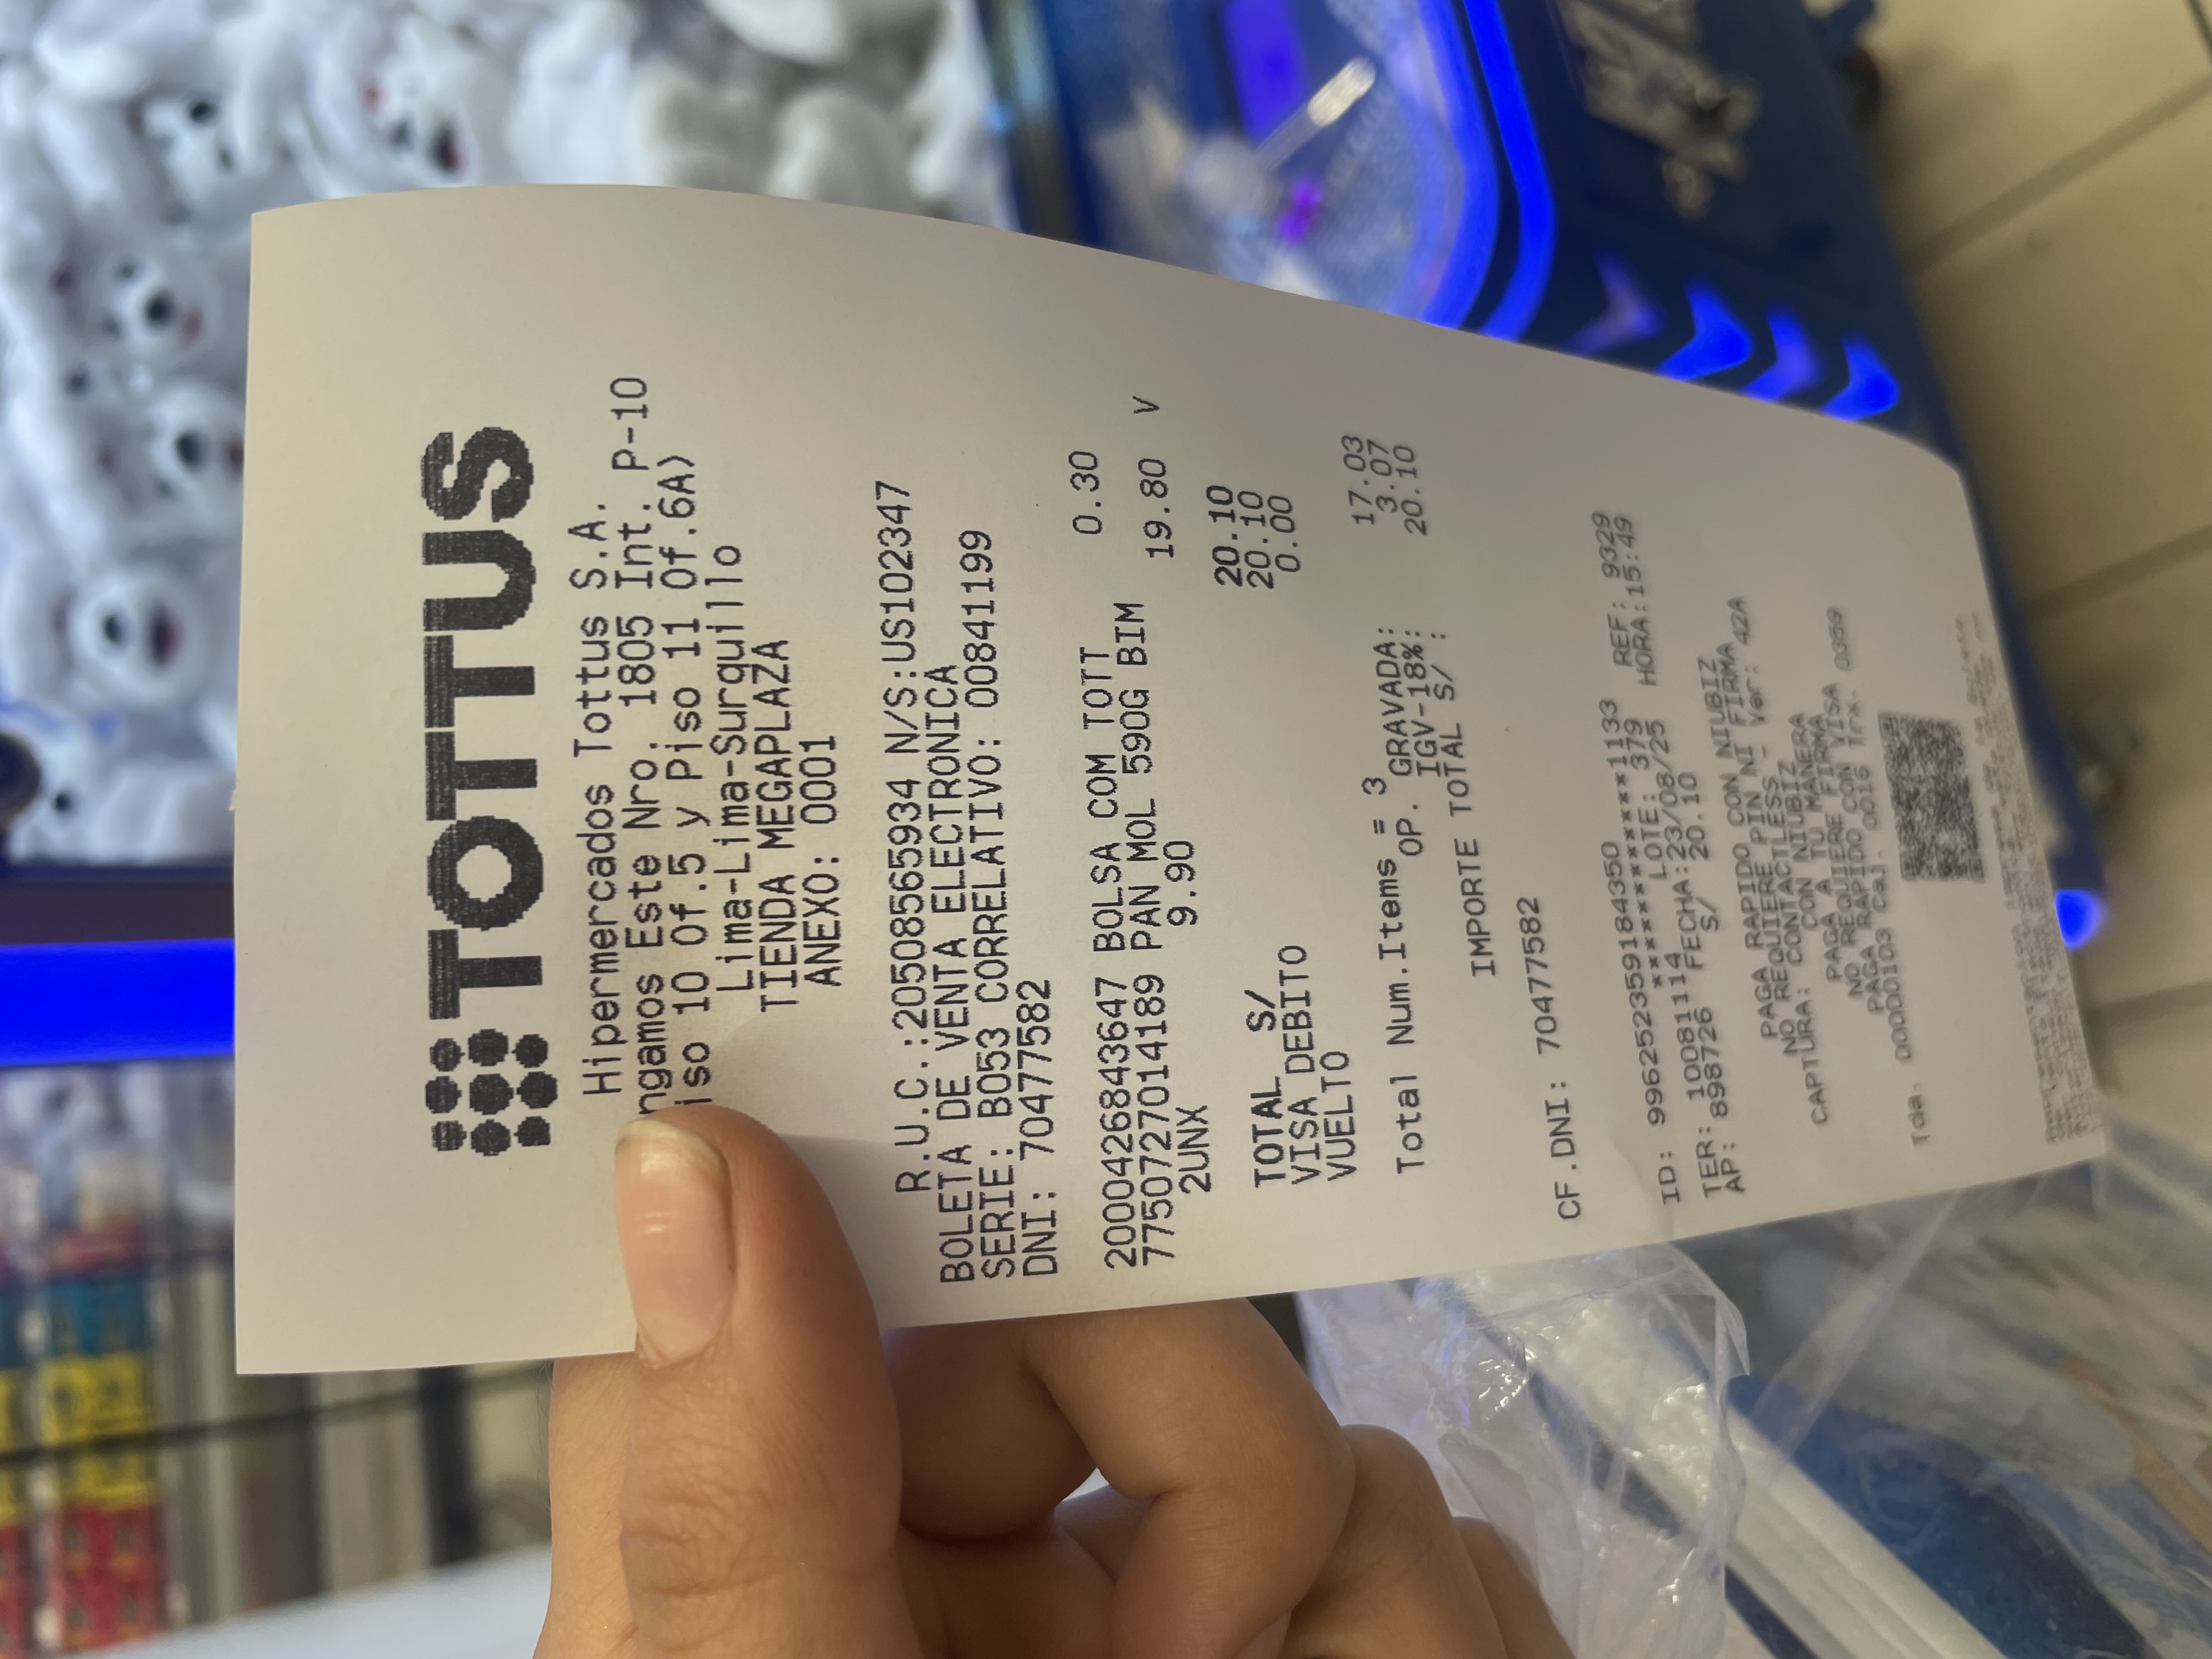 TOTTUS
Hipermercados Tottus S.A.
ngamos Este Nro. 1805 Int. P-10
iso 10 Of.5 y Piso 11 Of.6A)
Lima-Lima-Surquillo
TIENDA MEGAPLAZA
ANEXO: 0001
R.U.C.:20508565934 N/S:US102347
BOLETA DE VENTA ELECTRONICA
SERIE: B053 CORRELATIVO: 00841199
DNI: 70477582
2000426843647 BOLSA COM TOTT 0.30
7750727014189 PAN MOL 590G BIM
2UNX 9.90 19.80 V
TOTAL S/ 20.10
VISA DEBITO 20.10
VUELTO 0.00
Total Num.Items = 3
OP. GRAVADA: 17.03
IGV-18%: 3.07
IMPORTE TOTAL S/ : 20.10
CF.DNI: 70477582
ID: 996252359184350
************1133 REF: 9329
TER: 10081114 LOTE: 379 HORA:15:49
AP: 898726 FECHA:23/08/25
S/ 20.10
PAGA RAPIDO CON NIUBIZ
NO REQUIERE PIN NI FIRMA
CAPTURA: CONTACTLESS - Ver: 42A
CON NIUBIZ
PAGA A TU MANERA
NO REQUIERE FIRMA
PAGA RAPIDO CON VISA
Tda. 00000103 Caj. 0016 Trx. 0359